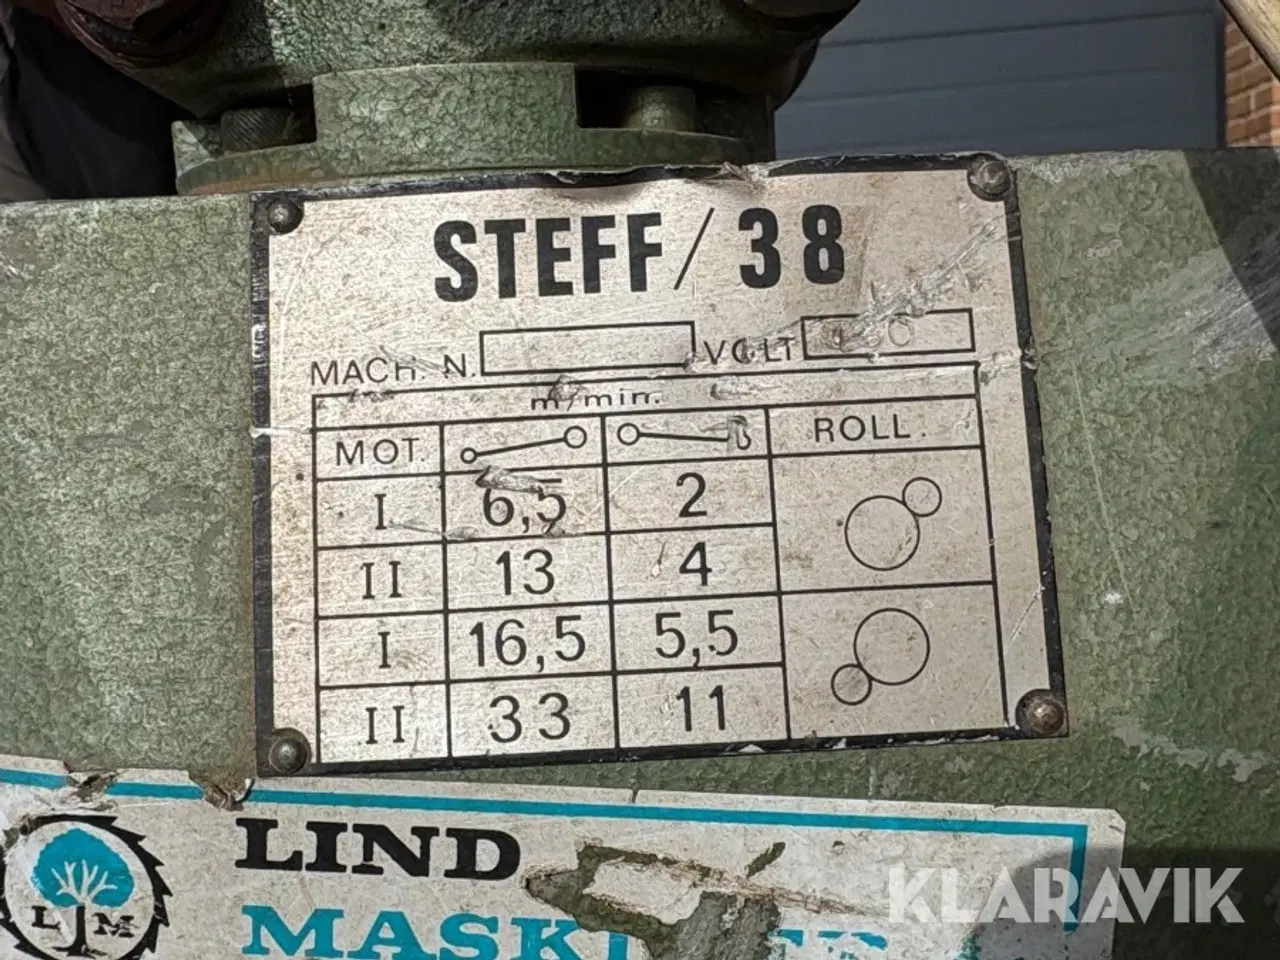 STEFF/38
MACH. N. VOLT
m/min.
MOT. ROLL.
I 6,5 2
II 13 4
I 16,5 5,5
II 33 11
LIND
LM
KLARAVIK